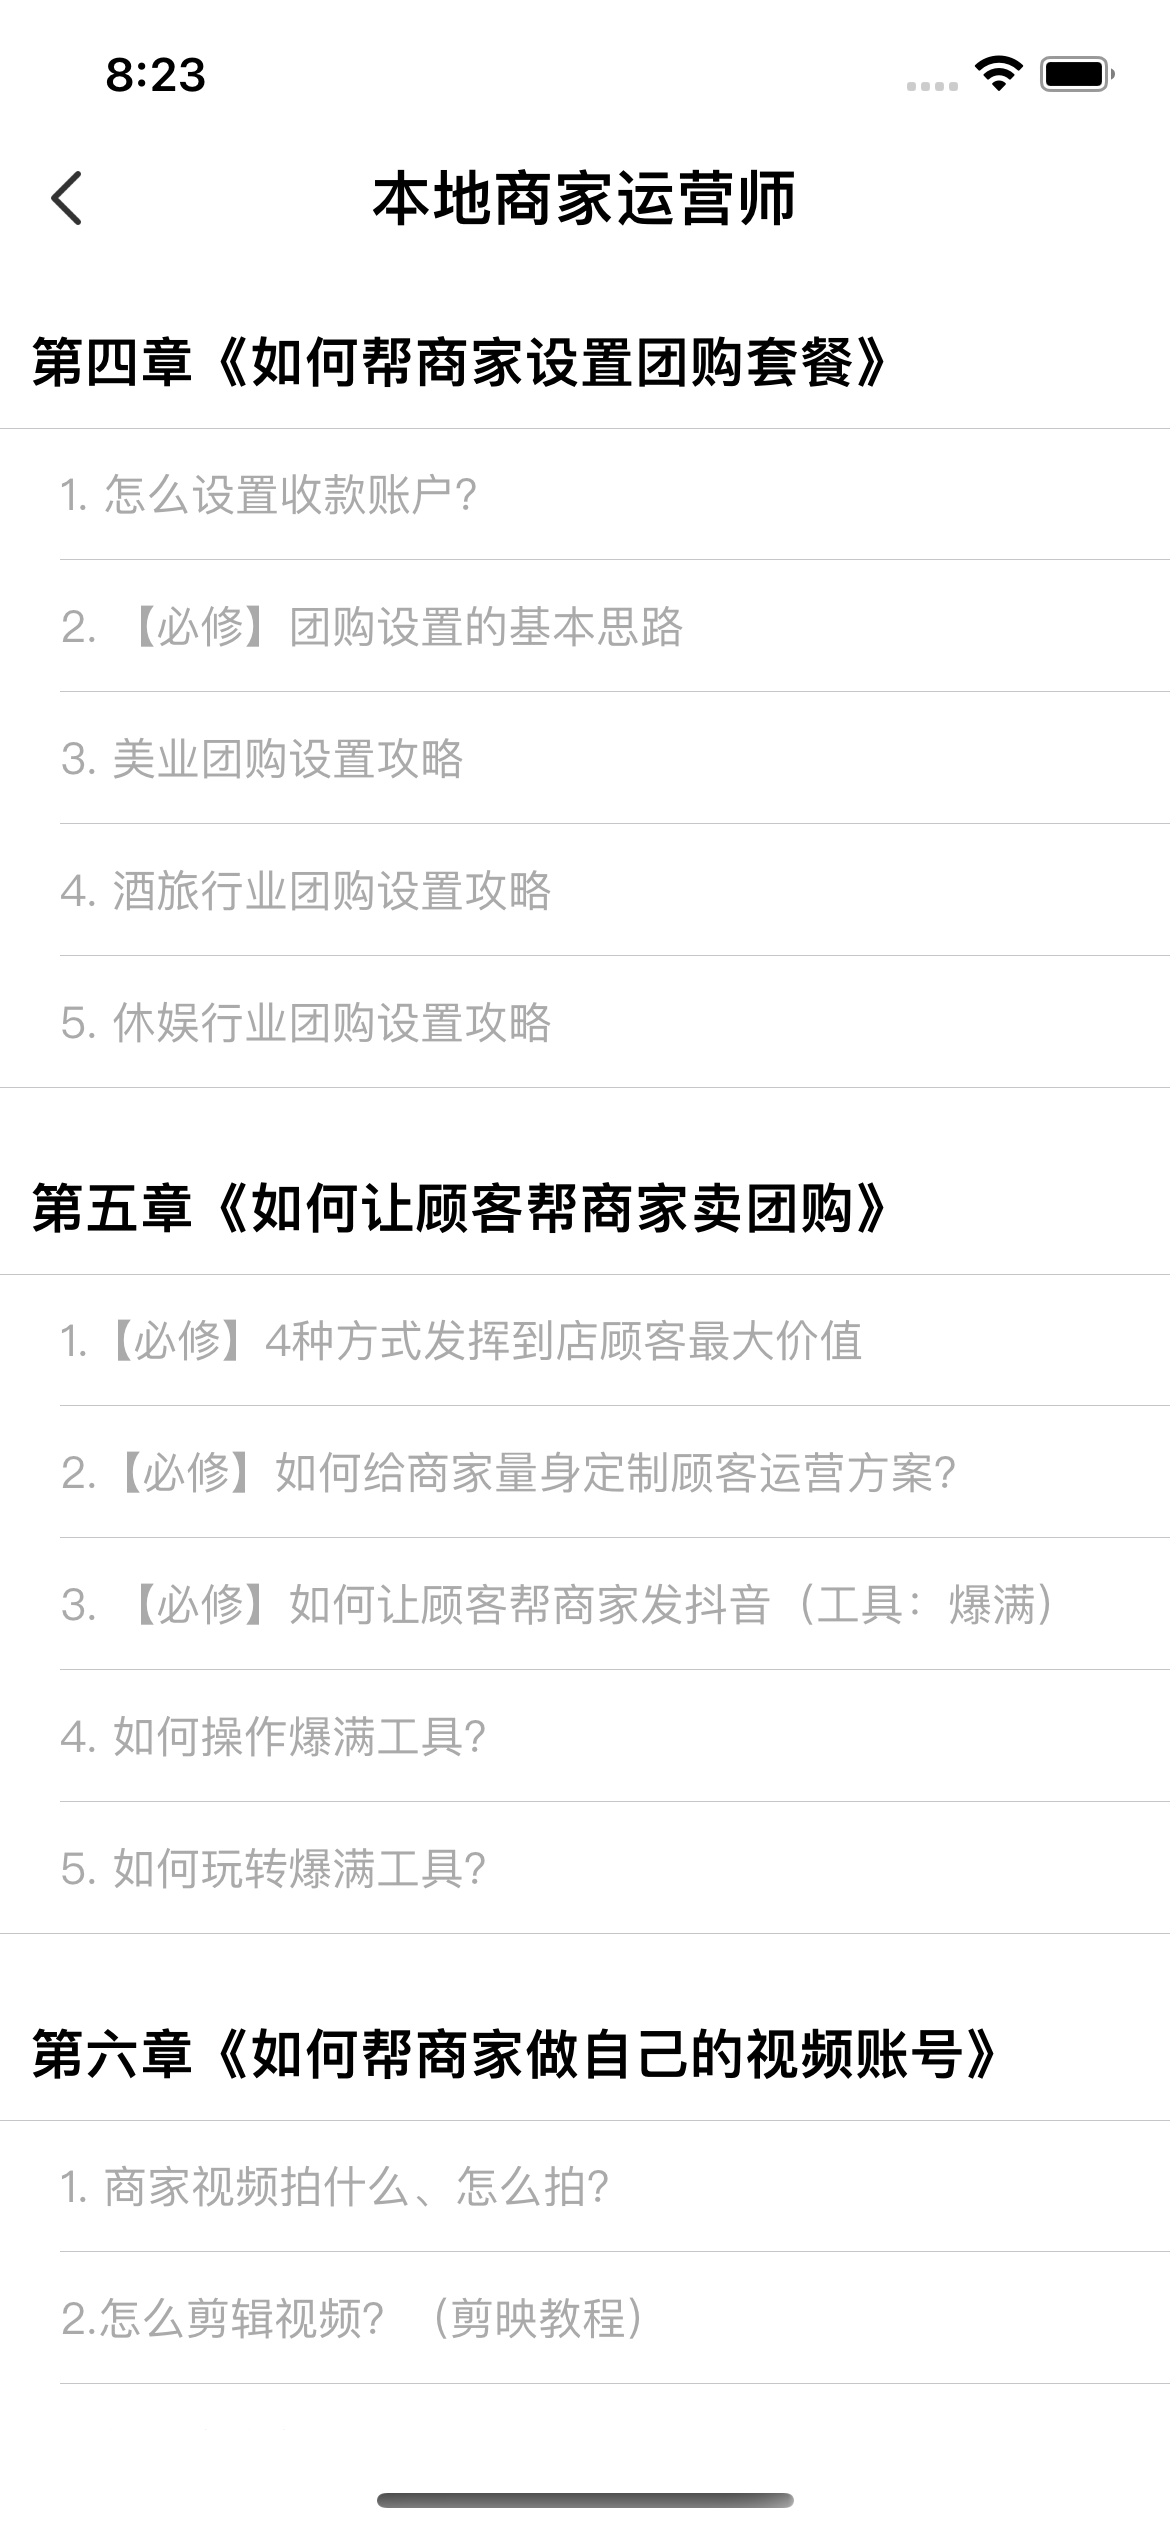 8:23
本地商家运营师
第四章《如何帮商家设置团购套餐》
1. 怎么设置收款账户?
2. 【必修】团购设置的基本思路
3. 美业团购设置攻略
4. 酒旅行业团购设置攻略
5. 休娱行业团购设置攻略
第五章《如何让顾客帮商家卖团购》
1.【必修】4种方式发挥到店顾客最大价值
2.【必修】如何给商家量身定制顾客运营方案?
3. 【必修】如何让顾客帮商家发抖音（工具：爆满）
4. 如何操作爆满工具?
5. 如何玩转爆满工具?
第六章《如何帮商家做自己的视频账号》
1. 商家视频拍什么、怎么拍?
2.怎么剪辑视频？（剪映教程）